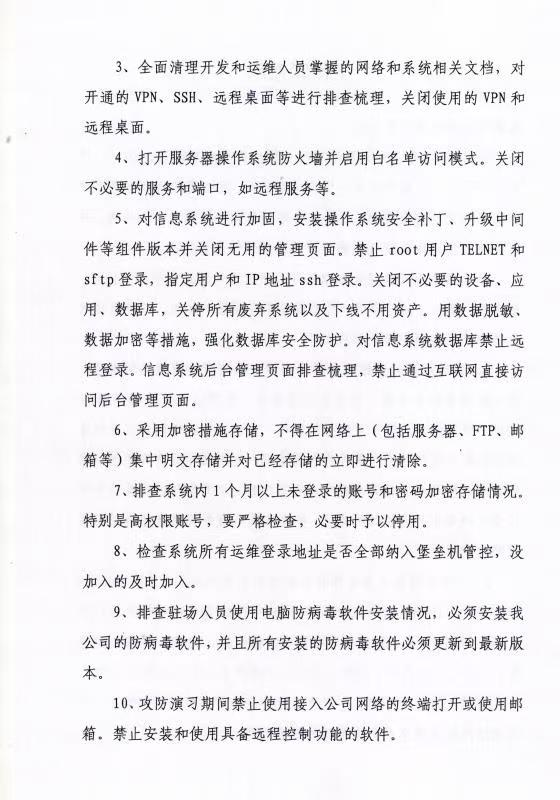 3、全面清理开发和运维人员掌握的网络和系统相关文档，对
开通的 VPN、SSH、远程桌面等进行排查梳理，关闭使用的 VPN 和
远程桌面。
4、打开服务器操作系统防火墙并启用白名单访问模式。关闭
不必要的服务和端口，如远程服务等。
5、对信息系统进行加固，安装操作系统安全补丁、升级中间
件等组件版本并关闭无用的管理页面。禁止 root 用户 TELNET 和
sftp 登录，指定用户和 IP 地址 ssh 登录。关闭不必要的设备、应
用、数据库，关停所有废弃系统以及下线不用资产。用数据脱敏、
数据加密等措施，强化数据库安全防护。对信息系统数据库禁止远
程登录。信息系统后台管理页面排查梳理，禁止通过互联网直接访
问后台管理页面。
6、采用加密措施存储，不得在网络上（包括服务器、FTP、邮
箱等）集中明文存储并对已经存储的立即进行清除。
7、排查系统内 1 个月以上未登录的账号和密码加密存储情况。
特别是高权限账号，要严格检查，必要时予以停用。
8、检查系统所有运维登录地址是否全部纳入堡垒机管控，没
加入的及时加入。
9、排查驻场人员使用电脑防病毒软件安装情况，必须安装我
公司的防病毒软件，并且所有安装的防病毒软件必须更新到最新版
本。
10、攻防演习期间禁止使用接入公司网络的终端打开或使用邮
箱。禁止安装和使用具备远程控制功能的软件。